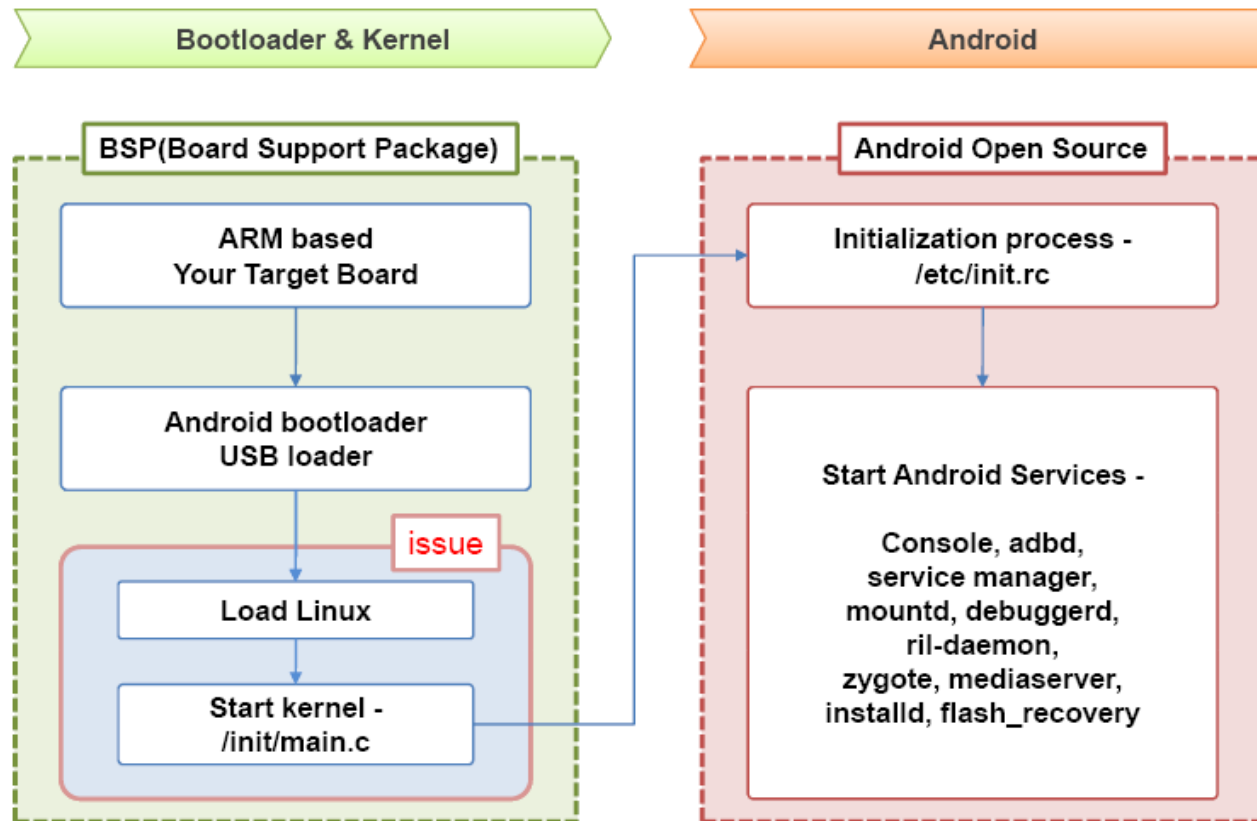 Bootloader & Kernel
Android
BSP(Board Support Package)
ARM based
Your Target Board
Android bootloader
USB loader
issue
Load Linux
Start kernel -
/init/main.c
Android Open Source
Initialization process -
/etc/init.rc
Start Android Services -
Console, adbd,
service manager,
mountd, debuggerd,
ril-daemon,
zygote, mediaserver,
installd, flash_recovery